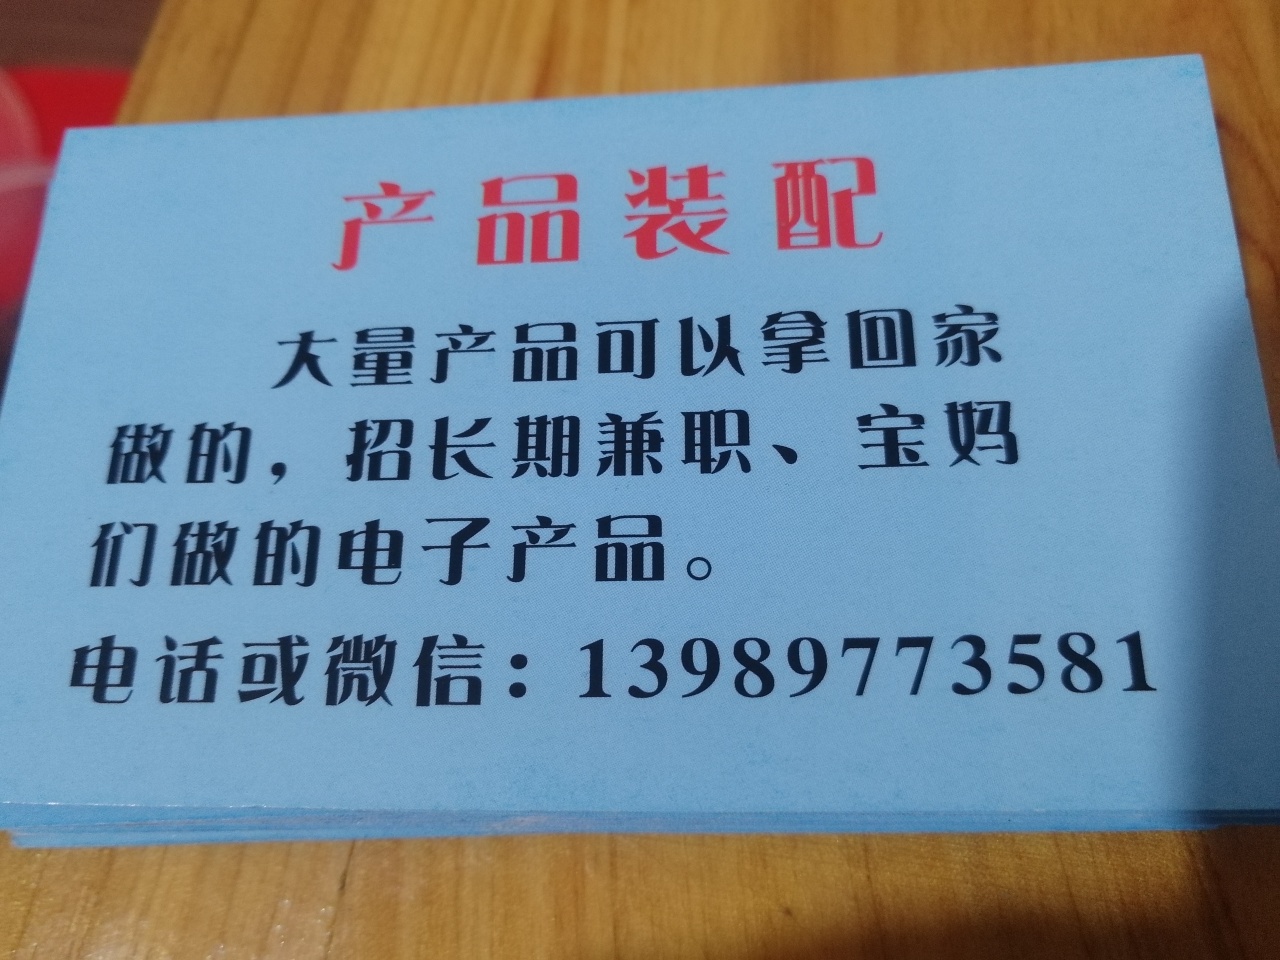 产品装配
大量产品可以拿回家
做的，招长期兼职、宝妈
们做的电子产品。
电话或微信：13989773581